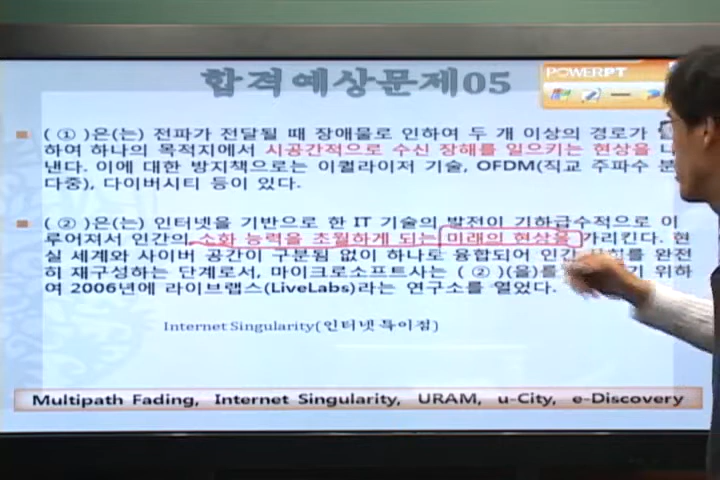 합격예상문제05
POWERPT
( ① )은(는) 전파가 전달될 때 장애물로 인하여 두 개 이상의 경로가
하여 하나의 목적지에서 시공간적으로 수신 장해를 일으키는 현상을
낸다. 이에 대한 방지책으로는 이퀄라이저 기술, OFDM(직교 주파수 분
다중), 다이버시티 등이 있다.
( ② )은(는) 인터넷을 기반으로 한 IT 기술의 발전이 기하급수적으로 이
루어져서 인간의 소화 능력을 초월하게 되는 미래의 현상을 가리킨다. 현
실 세계와 사이버 공간이 구분됨 없이 하나로 융합되어 인간 를 완전
히 재구성하는 단계로서, 마이크로소프트사는 ( ② )(을)를 기 위하
여 2006년에 라이브랩스(LiveLabs)라는 연구소를 열었다.
Internet Singularity(인터넷 특이점)
Multipath Fading, Internet Singularity, URAM, u-City, e-Discovery